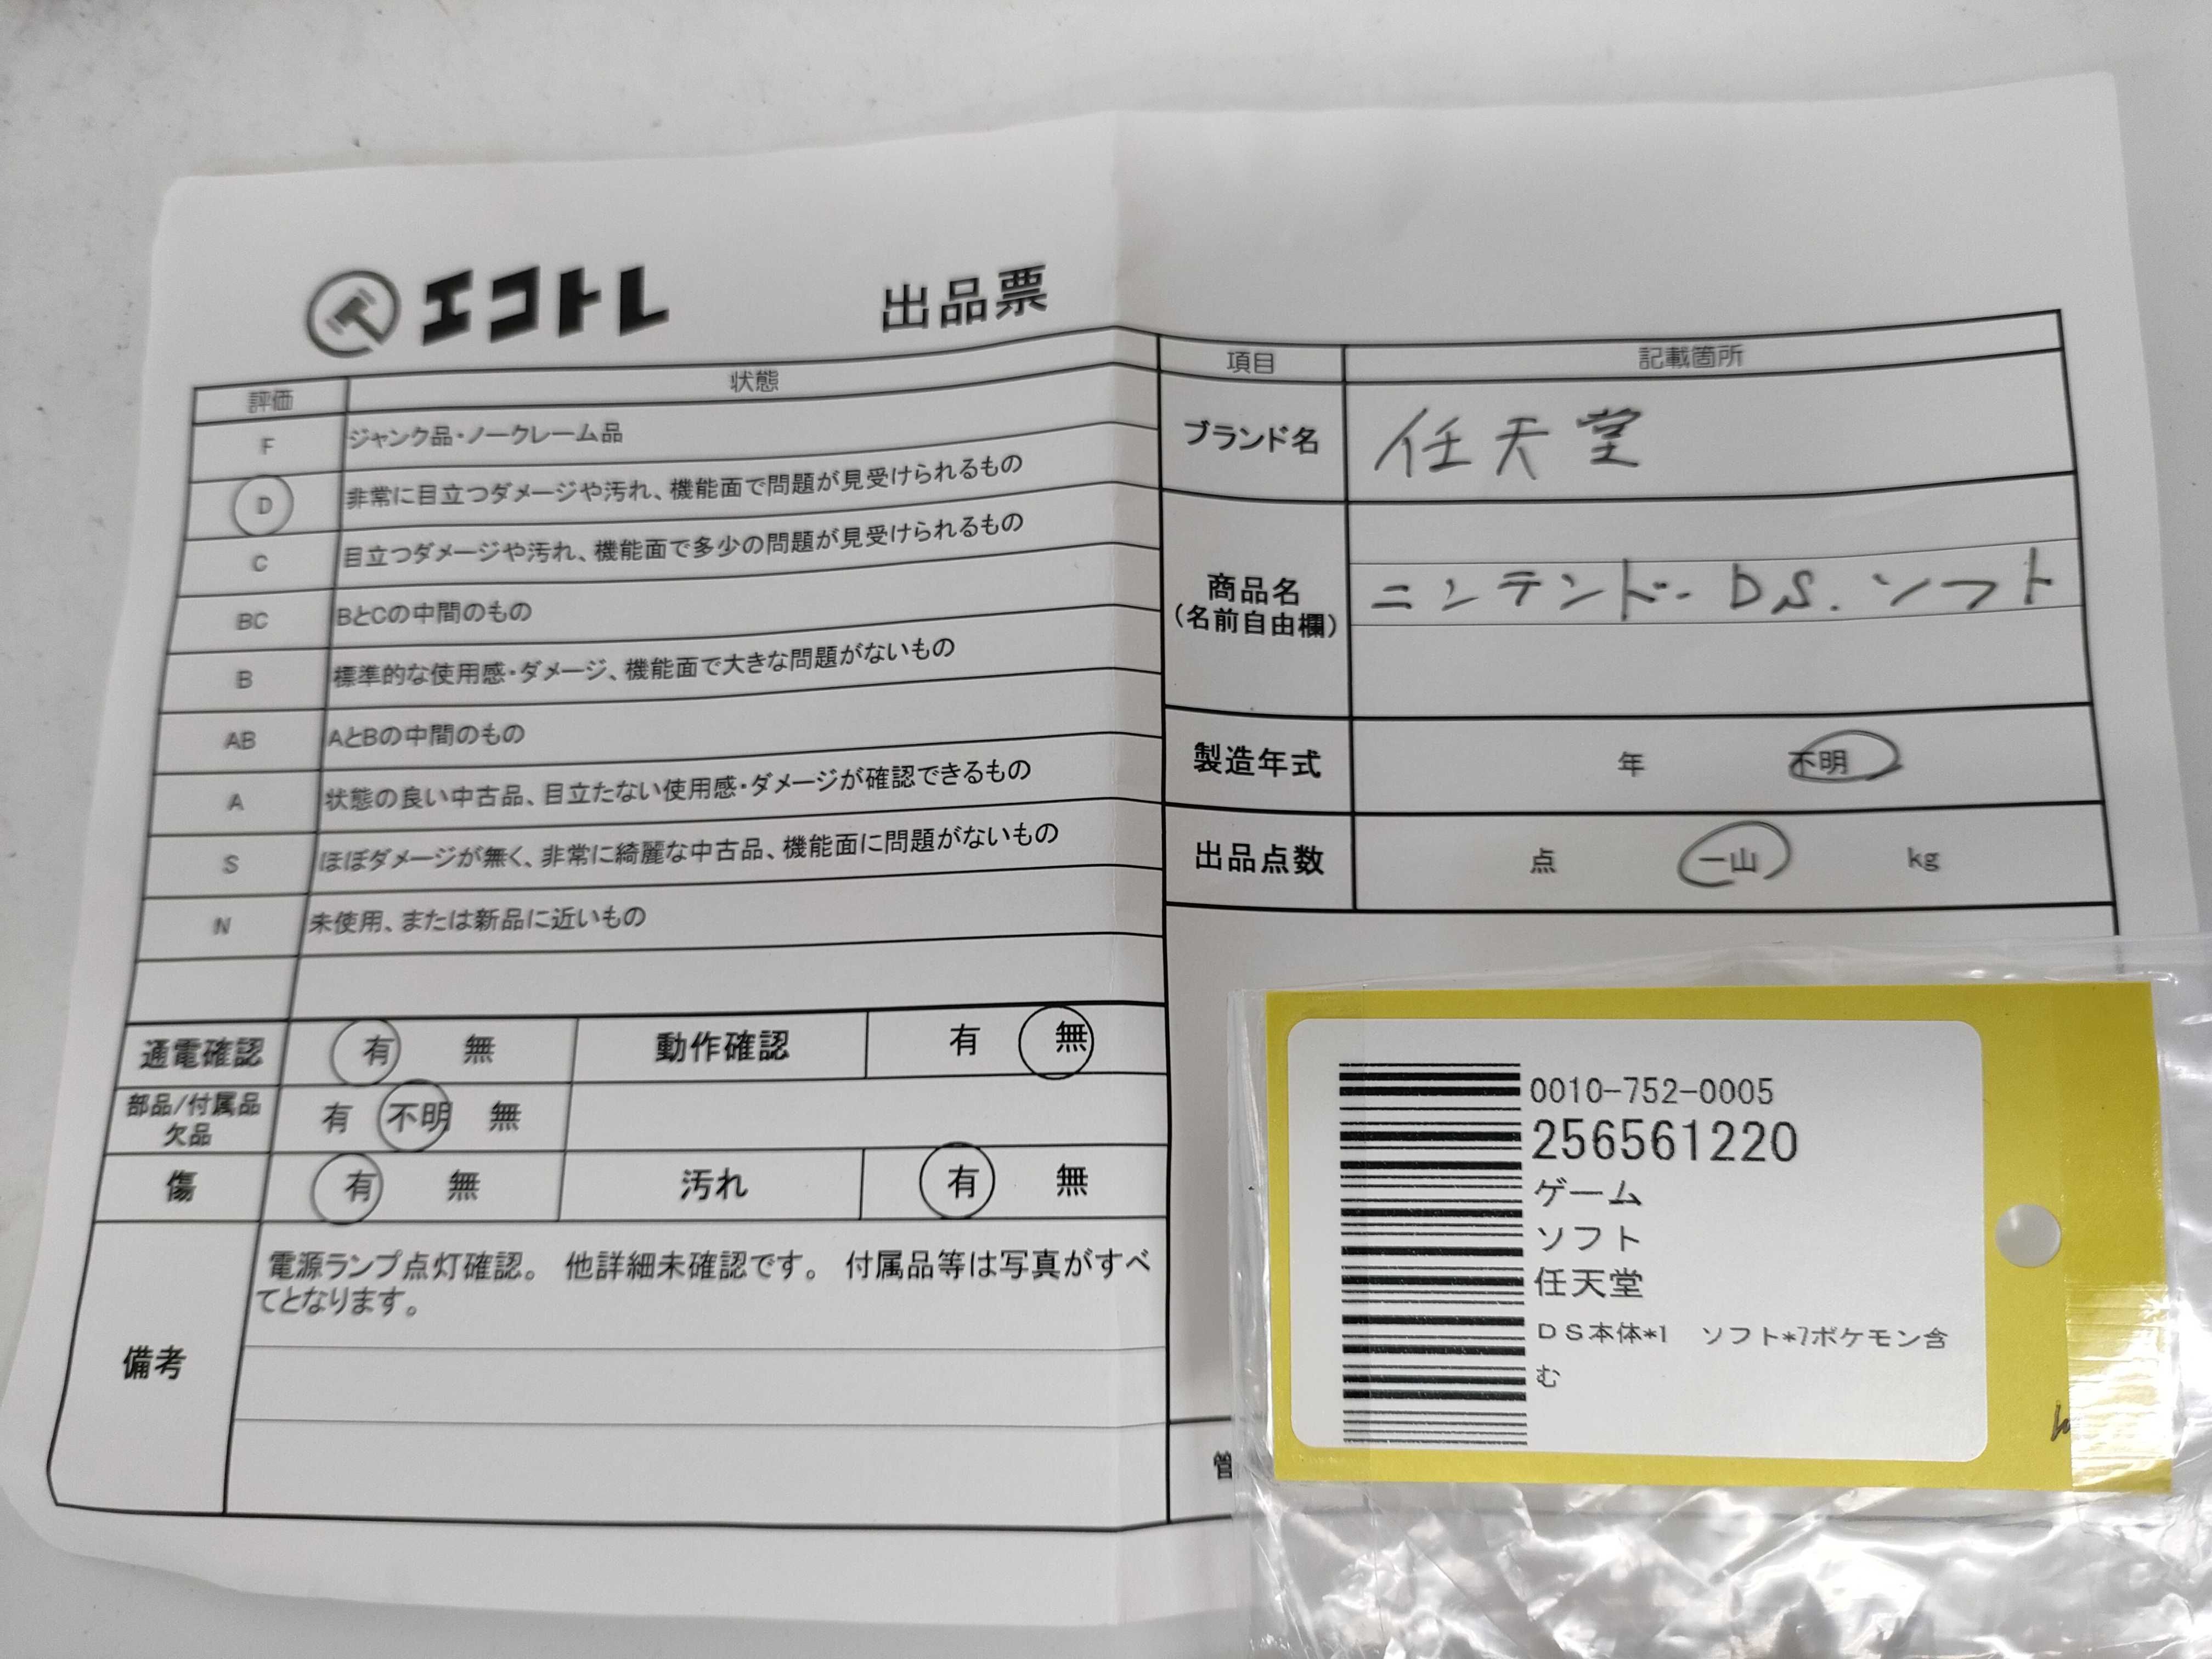 エコトレ 出品票
評価 状態
F ジャンク品・ノークレーム品
D 非常に目立つダメージや汚れ、機能面で問題が見受けられるもの
C 目立つダメージや汚れ、機能面で多少の問題が見受けられるもの
BC BとCの中間のもの
B 標準的な使用感・ダメージ、機能面で大きな問題がないもの
AB AとBの中間のもの
A 状態の良い中古品、目立たない使用感・ダメージが確認できるもの
S ほぼダメージが無く、非常に綺麗な中古品、機能面に問題がないもの
N 未使用、または新品に近いもの
通電確認 有 無 動作確認 有 無
部品/付属品 有 不明 無
欠品
傷 有 無 汚れ 有 無
備考
電源ランプ点灯確認。 他詳細未確認です。 付属品等は写真がすべ
てとなります。
項目 記載箇所
ブランド名 任天堂
商品名 ニンテンドー DS. ソフト
(名前自由欄)
製造年式 年 不明
出品点数 点 一山 kg
管
0010-752-0005
256561220
ゲーム
ソフト
任天堂
DS本体*1 ソフト*7ポケモン含
む